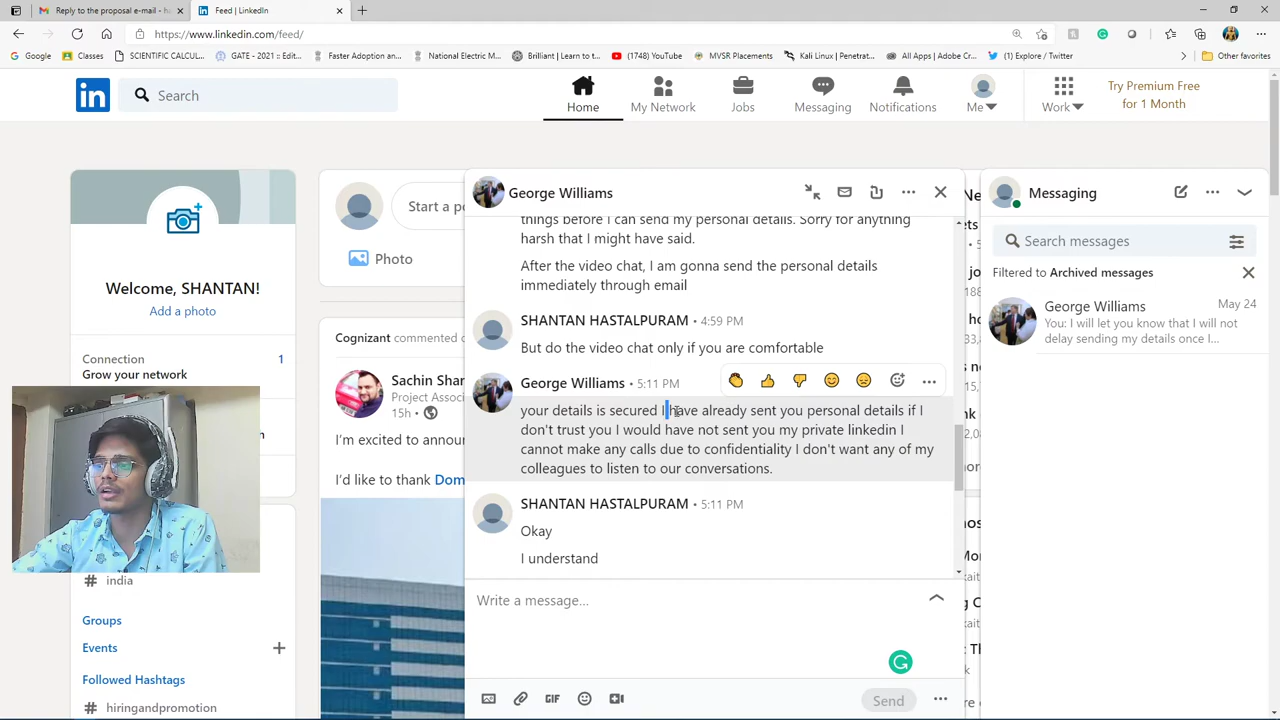 Reply to the proposal e-mail - h
Feed | LinkedIn
https://www.linkedin.com/feed/
Gmail
Classes
SCIENTIFIC CALCUL...
GATE - 2021 :: Inst...
Faster Adoption an...
National Electric M...
Brilliant | Learn to...
(1748) YouTube
MVSR Placements
Kali Linux | Penetrat...
All Apps | Adobe Cr...
(1) Explore / Twitter
Other favorites
in
Search
Home
My Network
Jobs
Messaging
Notifications
Me
Work
Try Premium Free
for 1 Month
Welcome, SHANTAN!
Add a photo
Connection
1
Grow your network
# india
Groups
Events
Followed Hashtags
# hiringandpromotion
Start a po
Photo
Cognizant commented o
Sachin Shar
Project Associ
15h •
I'm excited to announ
I'd like to thank Dom
George Williams
things before I can send my personal details. Sorry for anything
harsh that I might have said.
After the video chat, I am gonna send the personal details
immediately through email
SHANTAN HASTALPURAM • 4:59 PM
But do the video chat only if you are comfortable
George Williams • 5:11 PM
your details is secured I have already sent you personal details if I
don't trust you I would have not sent you my private linkedin I
cannot make any calls due to confidentiality I don't want any of my
colleagues to listen to our conversations.
SHANTAN HASTALPURAM • 5:11 PM
Okay
I understand
Write a message...
Send
Messaging
Search messages
Filtered to Archived messages
George Williams
May 24
You: I will let you know that I will not
delay sending my details once I...